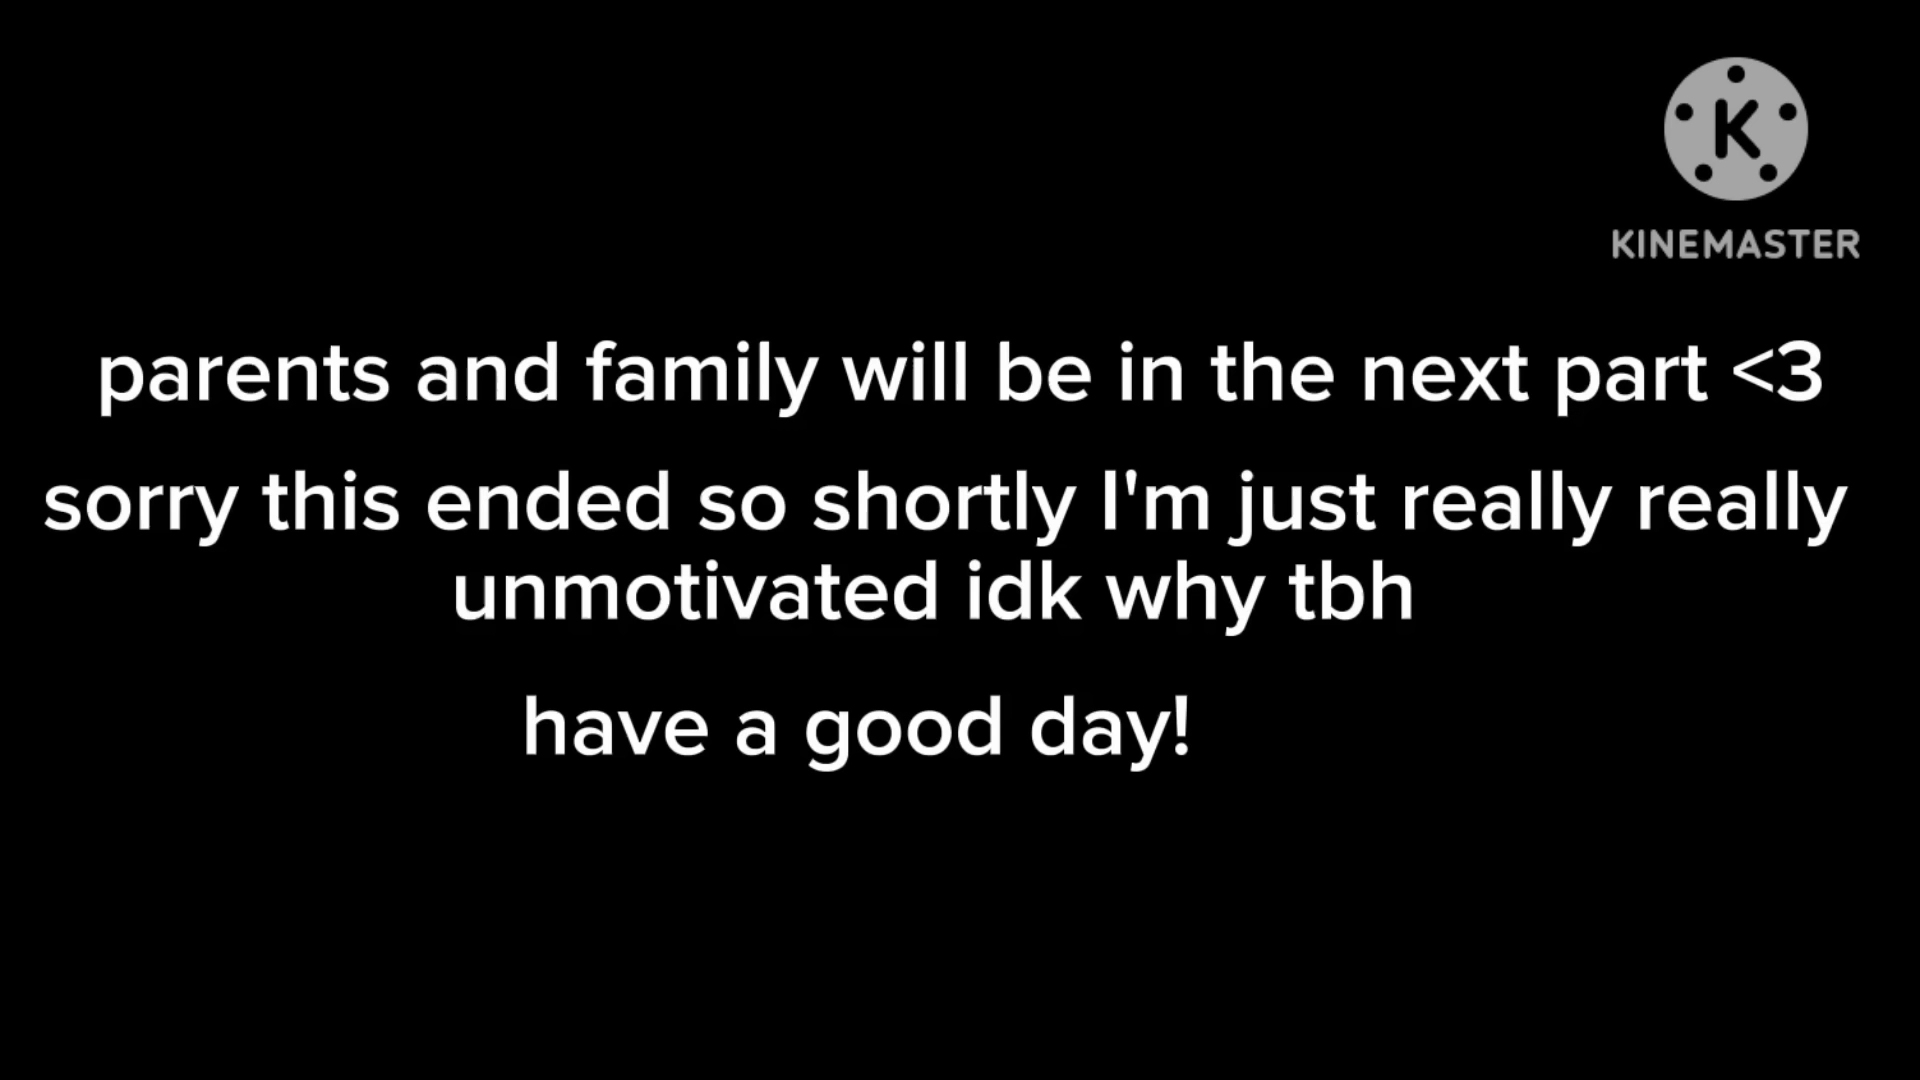 K
KINEMASTER
parents and family will be in the next part <3
sorry this ended so shortly I'm just really really
unmotivated idk why tbh
have a good day!